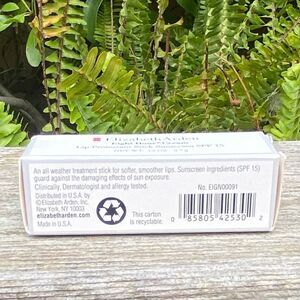 Elizabeth Arden
Eight Hour® Cream
Lip Protectant Stick Sunscreen SPF 15
An all weather treatment stick for softer, smoother lips. Sunscreen ingredients (SPF 15)
guard against the damaging effects of sun exposure.
Clinically, Dermatologist and allergy tested.
Distributed in U.S.A. by
©Elizabeth Arden, Inc.
New York, NY 10003
elizabetharden.com
This carton
is recyclable.
No. EIGN00091
0 85805 42530 2